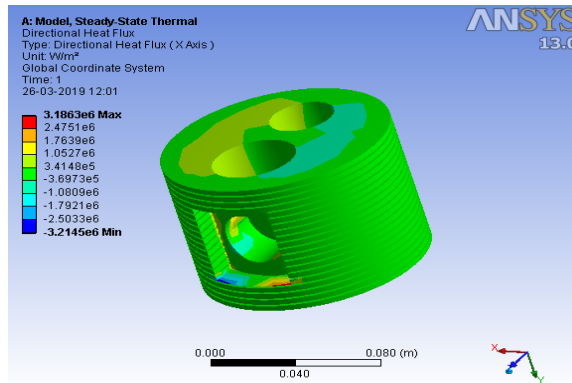 A: Model, Steady-State Thermal
Directional Heat Flux
Type: Directional Heat Flux ( X Axis )
Unit: W/m²
Global Coordinate System
Time: 1
26-03-2019 12:01
3.1863e6 Max
2.4751e6
1.7639e6
1.0527e6
3.4148e5
-3.6973e5
-1.0809e6
-1.7921e6
-2.5033e6
-3.2145e6 Min
ANSYS
13.0
0.000
0.080 (m)
0.040
X
Y